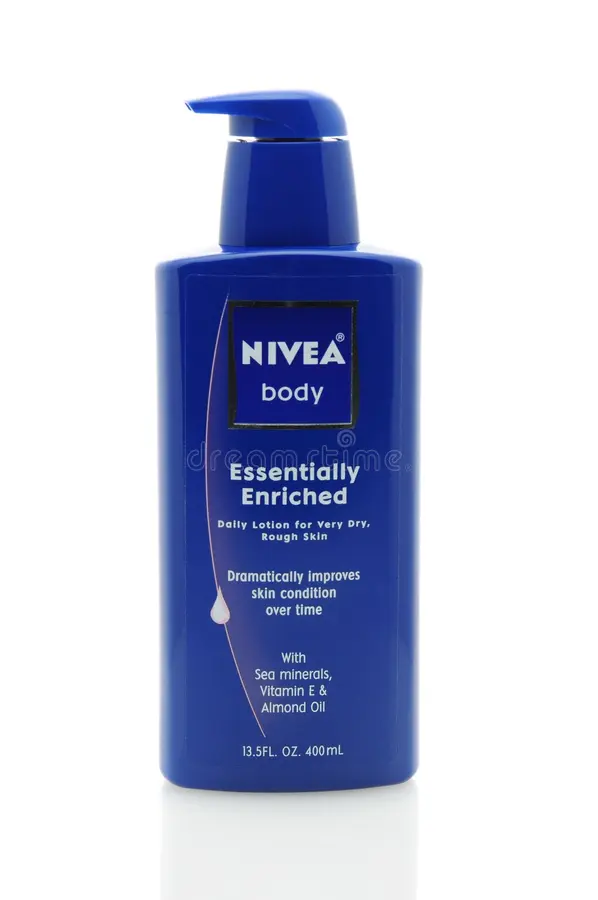 NIVEA®
body
dreamstime
Essentially
Enriched
Daily Lotion for Very Dry,
Rough Skin
Dramatically improves
skin condition
over time
With
Sea minerals,
Vitamin E &
Almond Oil
13.5FL. OZ. 400mL